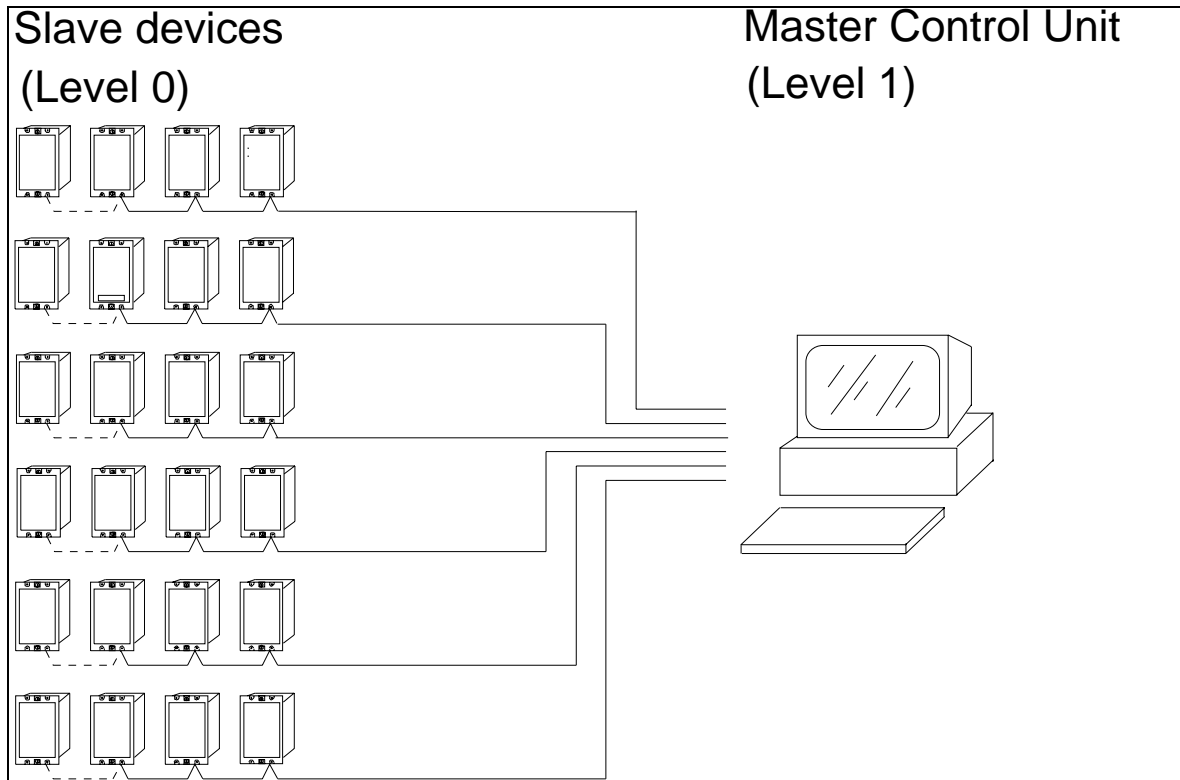 Slave devices
(Level 0)
Master Control Unit
(Level 1)